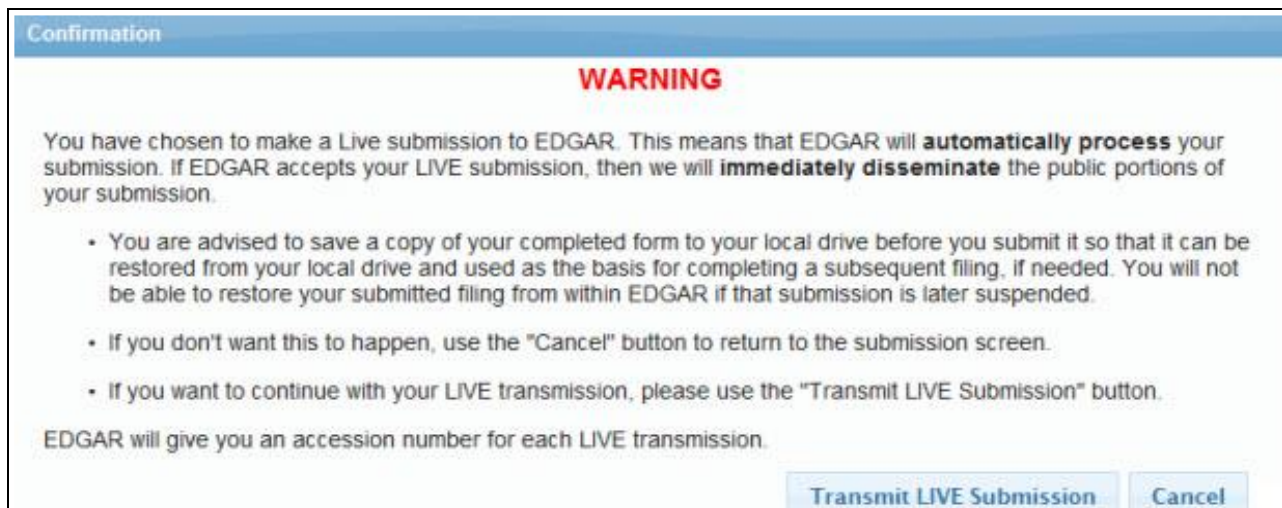 Confirmation
WARNING
You have chosen to make a Live submission to EDGAR. This means that EDGAR will automatically process your
submission. If EDGAR accepts your LIVE submission, then we will immediately disseminate the public portions of
your submission.
• You are advised to save a copy of your completed form to your local drive before you submit it so that it can be
restored from your local drive and used as the basis for completing a subsequent filing, if needed. You will not
be able to restore your submitted filing from within EDGAR if that submission is later suspended.
• If you don't want this to happen, use the "Cancel" button to return to the submission screen.
• If you want to continue with your LIVE transmission, please use the "Transmit LIVE Submission" button.
EDGAR will give you an accession number for each LIVE transmission.
Transmit LIVE Submission Cancel